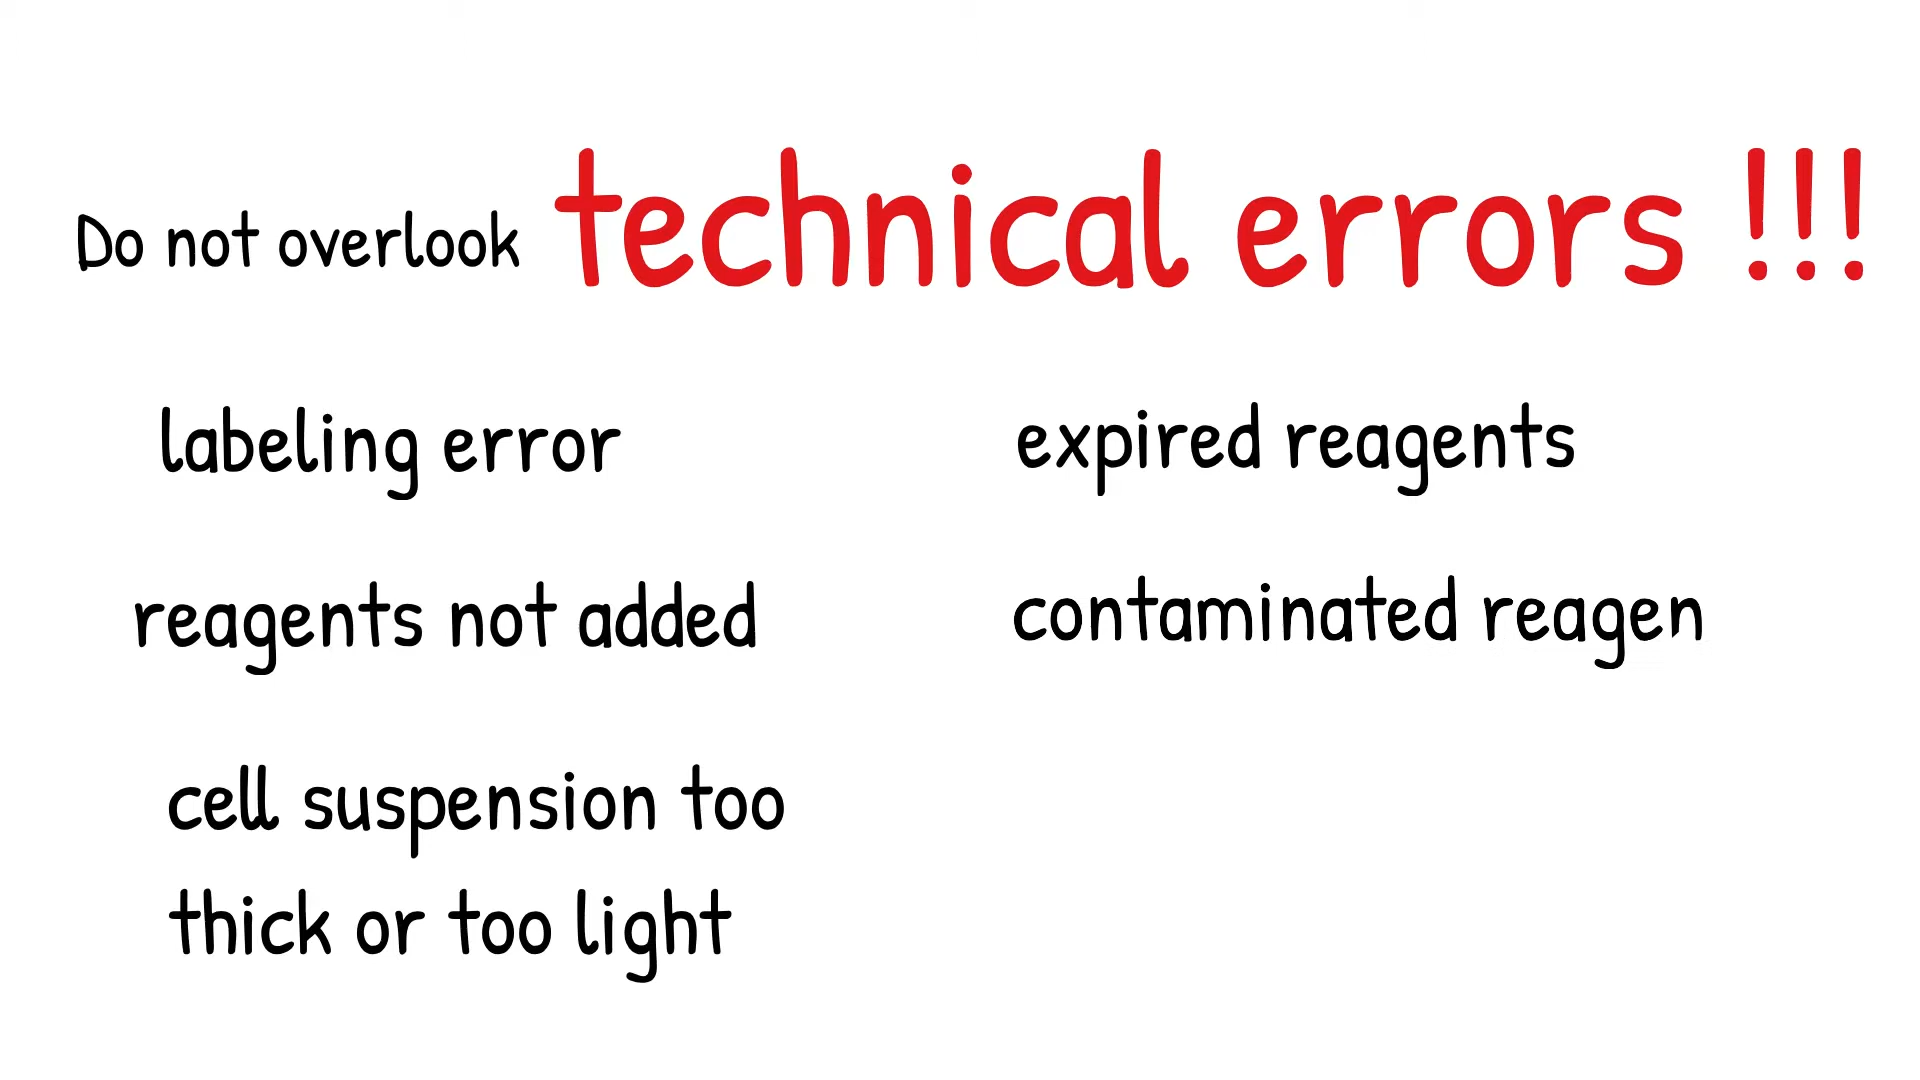 Do not overlook technical errors !!!
labeling error
reagents not added
cell suspension too
thick or too light
expired reagents
contaminated reagen